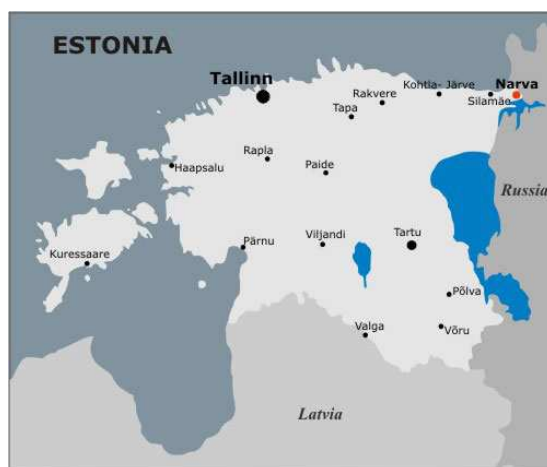 ESTONIA
Tallinn
Kohtla- Järve
Narva
Rakvere
Silamäe
Tapa
Rapla
Haapsalu
Paide
Russia
Kuressaare
Pärnu
Viljandi
Tartu
Põlva
Valga
Võru
Latvia